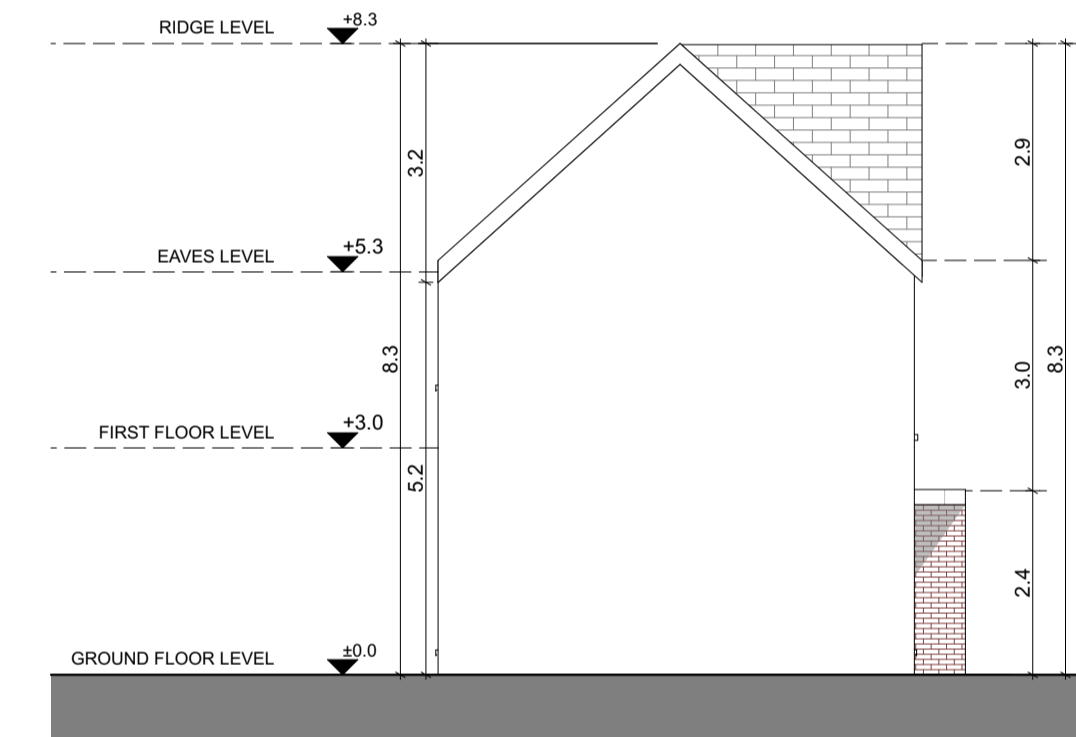 RIDGE LEVEL +8.3
3.2
2.9
EAVES LEVEL +5.3
8.3
3.0
8.3
FIRST FLOOR LEVEL +3.0
5.2
2.4
GROUND FLOOR LEVEL ±0.0